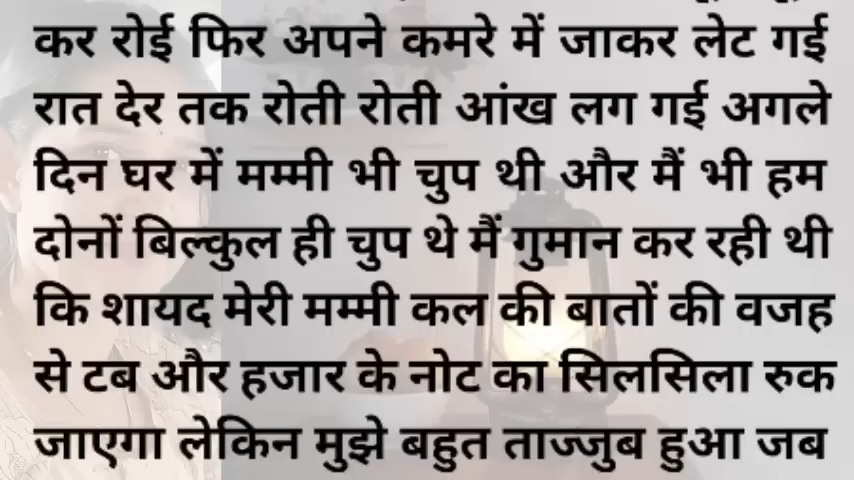 कर रोई फिर अपने कमरे में जाकर लेट गई
रात देर तक रोती रोती आंख लग गई अगले
दिन घर में मम्मी भी चुप थी और मैं भी हम
दोनों बिल्कुल ही चुप थे मैं गुमान कर रही थी
कि शायद मेरी मम्मी कल की बातों की वजह
से टब और हजार के नोट का सिलसिला रुक
जाएगा लेकिन मुझे बहुत ताज्जुब हुआ जब